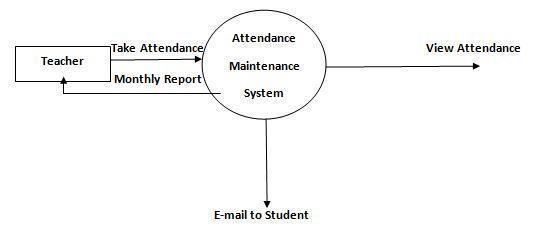 Take Attendance
Attendance
View Attendance
Teacher
Maintenance
Monthly Report
System
E-mail to Student